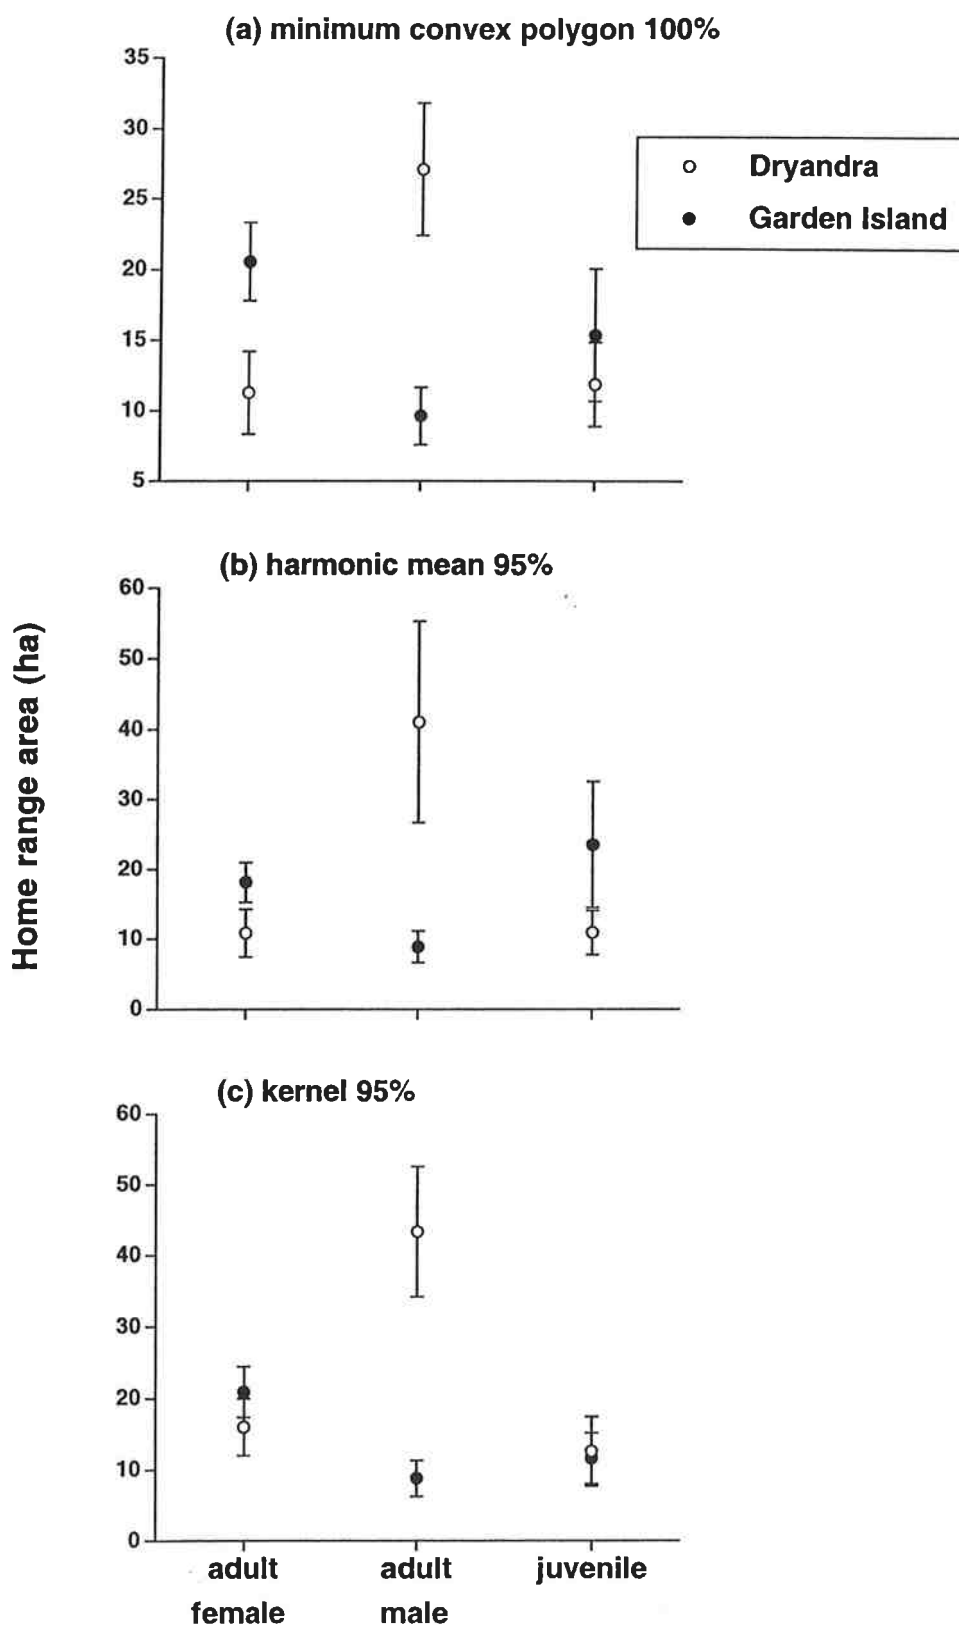 (a) minimum convex polygon 100%
35
30
25
20
15
10
5
Dryandra
Garden Island
(b) harmonic mean 95%
60
50
40
30
20
10
0
Home range area (ha)
(c) kernel 95%
60
50
40
30
20
10
0
adult female
adult male
juvenile